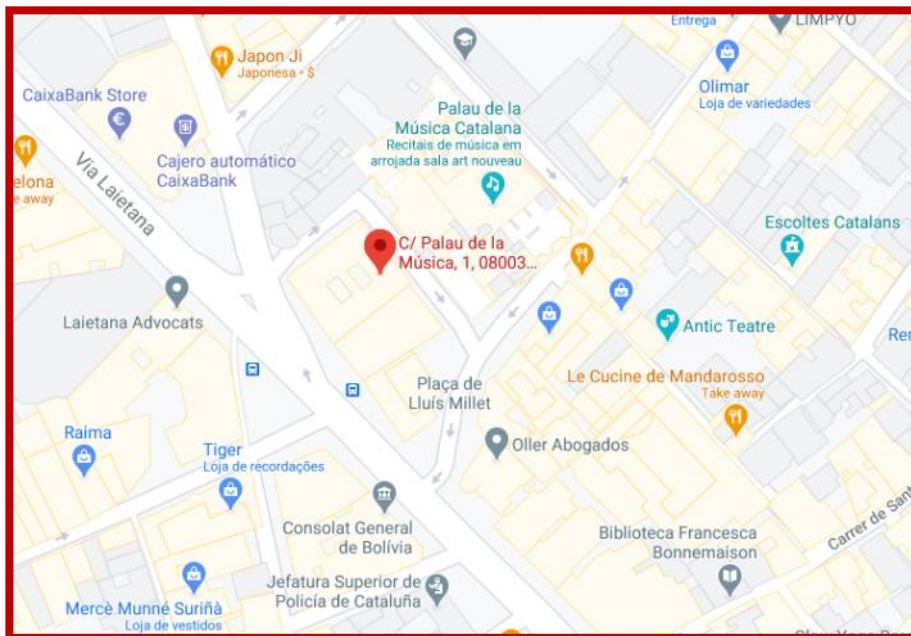 Entrega
LIMPYO
Japon Ji
Japonesa • $
Olimar
Loja de variedades
CaixaBank Store
Palau de la
Música Catalana
Recitais de música em
arrojada sala art nouveau
Cajero automático
CaixaBank
elona
e away
Via Laietana
Escoltes Catalans
C/ Palau de la
Música, 1, 08003...
Laietana Advocats
Antic Teatre
Ren
Le Cucine de Mandarosso
Take away
Plaça de
Lluís Millet
Raima
Tiger
Loja de recordações
Oller Abogados
Consolat General
de Bolívia
Biblioteca Francesca
Bonnemaison
Carrer de Sant
Jefatura Superior de
Policía de Cataluña
Mercè Munné Suriñà
Loja de vestidos